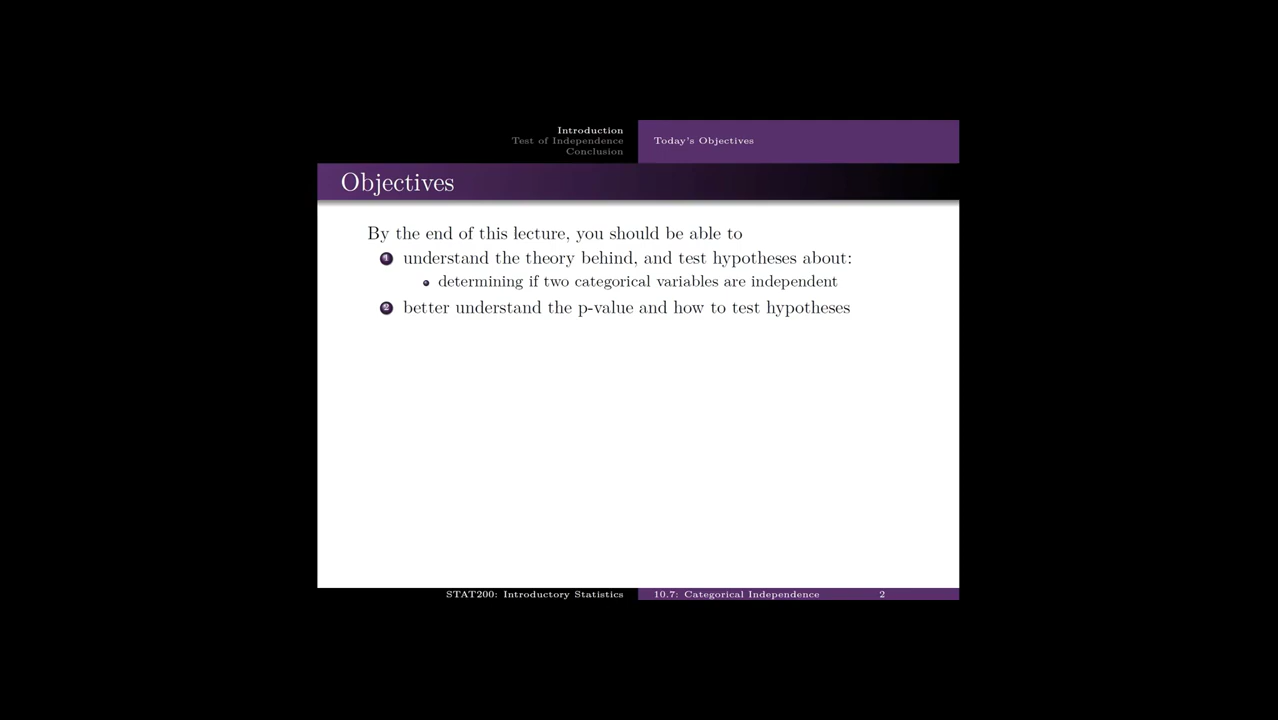 Introduction
Test of Independence
Conclusion
Today's Objectives
Objectives
By the end of this lecture, you should be able to
1 understand the theory behind, and test hypotheses about:
determining if two categorical variables are independent
2 better understand the p-value and how to test hypotheses
STAT200: Introductory Statistics
10.7: Categorical Independence 2